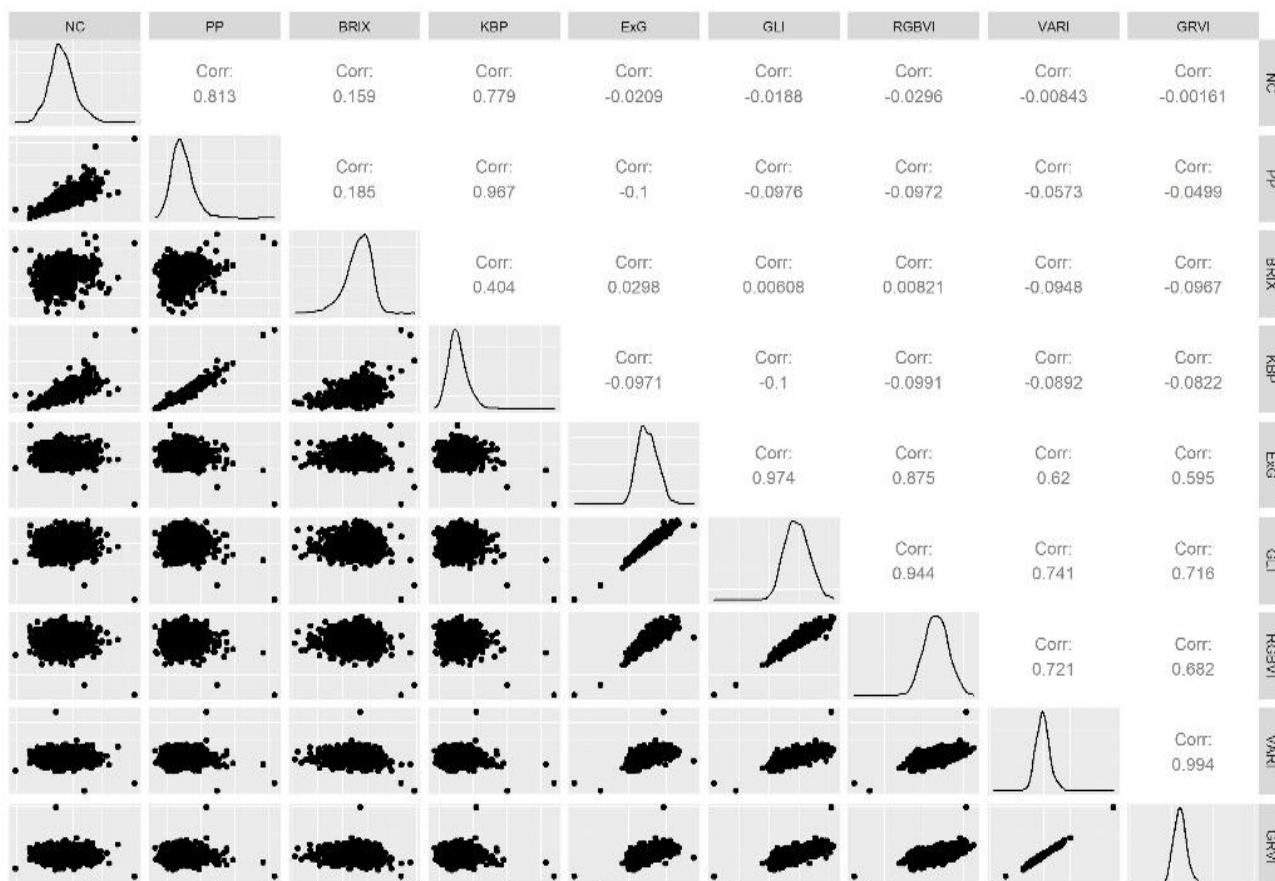 NC PP BRIX KBP ExG GLI RGBVI VARI GRVI
Corr: Corr: Corr: Corr: Corr: Corr: Corr: Corr:
0.813 0.159 0.779 -0.0209 -0.0188 -0.0296 -0.00843 -0.00161
NC
Corr: Corr: Corr: Corr: Corr: Corr: Corr:
0.185 0.967 -0.1 -0.0976 -0.0972 -0.0573 -0.0499
PP
Corr: Corr: Corr: Corr: Corr: Corr:
0.404 0.0298 0.00608 0.00821 -0.0948 -0.0967
BRIX
Corr: Corr: Corr: Corr: Corr:
-0.0971 -0.1 -0.0991 -0.0892 -0.0822
KBP
Corr: Corr: Corr: Corr:
0.974 0.875 0.62 0.595
ExG
Corr: Corr: Corr:
0.944 0.741 0.716
GLI
Corr: Corr:
0.721 0.682
RGBVI
Corr:
0.994
VARI
GRVI